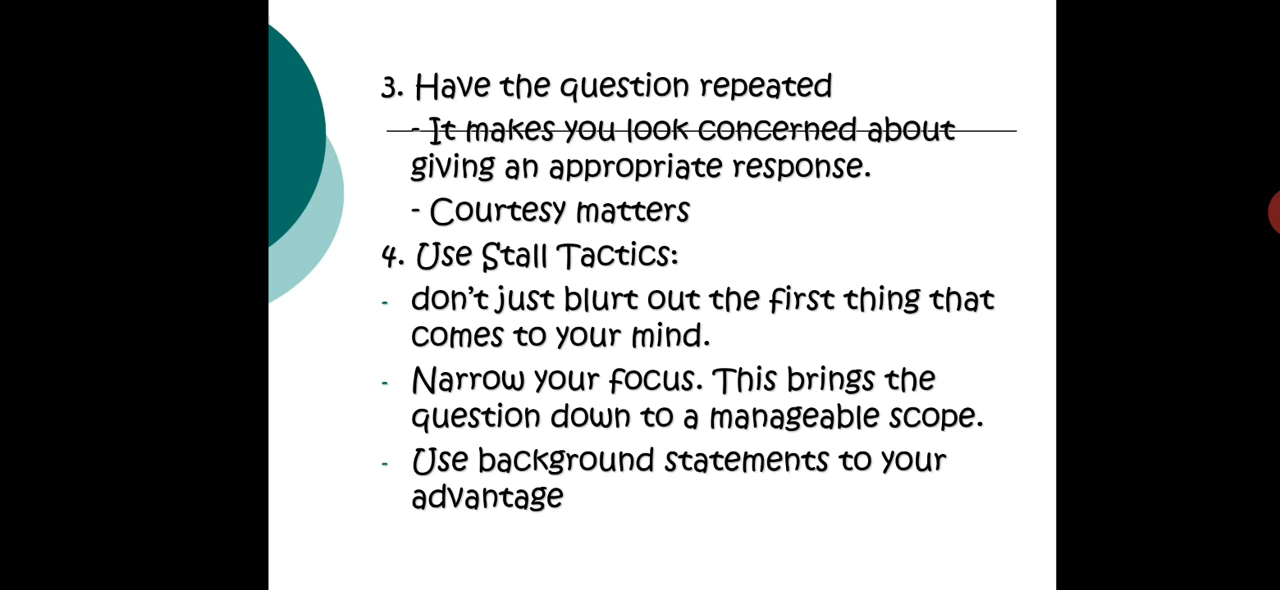 3. Have the question repeated
- It makes you look concerned about
giving an appropriate response.
- Courtesy matters
4. Use Stall Tactics:
- don't just blurt out the first thing that
comes to your mind.
- Narrow your focus. This brings the
question down to a manageable scope.
- Use background statements to your
advantage